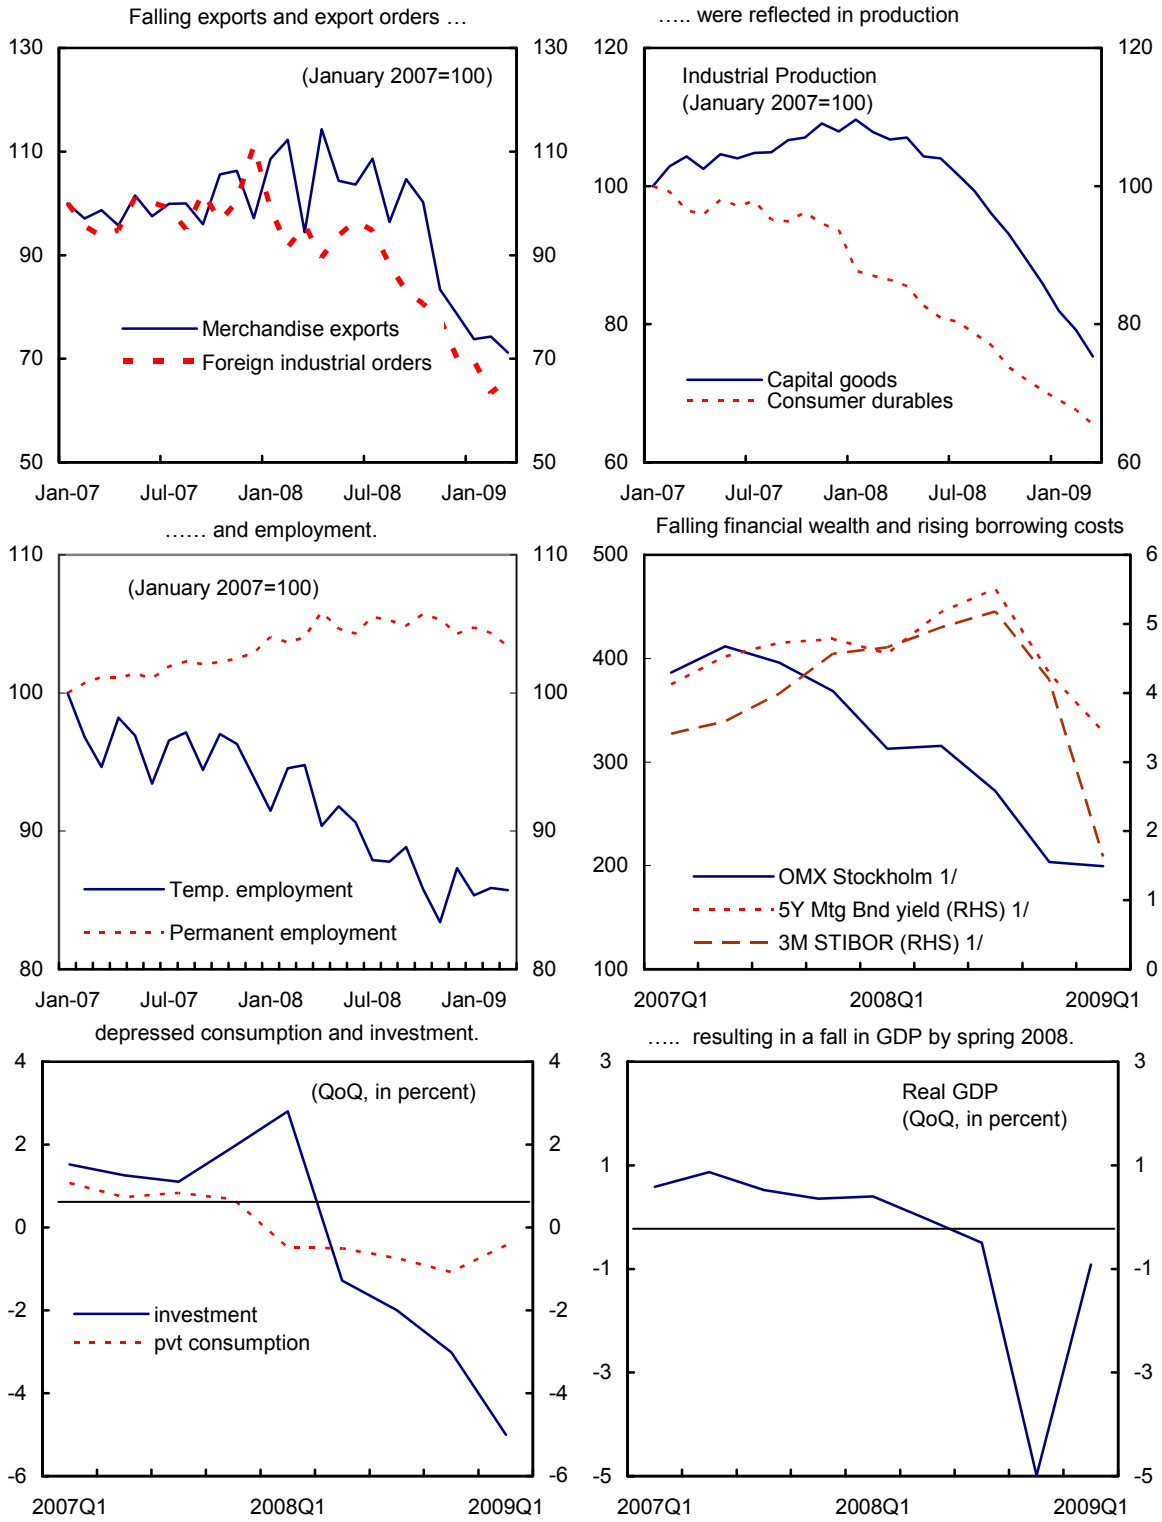 Falling exports and export orders …
130
130
(January 2007=100)
110
110
90
90
Merchandise exports
70
70
Foreign industrial orders
50
50
Jan-07
Jul-07
Jan-08
Jul-08
Jan-09
….. were reflected in production
120
120
Industrial Production
(January 2007=100)
100
100
80
80
Capital goods
Consumer durables
60
60
Jan-07
Jul-07
Jan-08
Jul-08
Jan-09
…… and employment.
110
110
(January 2007=100)
100
100
90
90
Temp. employment
Permanent employment
80
80
Jan-07
Jul-07
Jan-08
Jul-08
Jan-09
Falling financial wealth and rising borrowing costs
500
6
5
400
4
300
3
2
200
OMX Stockholm 1/
5Y Mtg Bnd yield (RHS) 1/
1
3M STIBOR (RHS) 1/
100
0
2007Q1
2008Q1
2009Q1
depressed consumption and investment.
4
4
(QoQ, in percent)
2
2
0
0
-2
-2
investment
pvt consumption
-4
-4
-6
-6
2007Q1
2008Q1
2009Q1
….. resulting in a fall in GDP by spring 2008.
3
3
Real GDP
(QoQ, in percent)
1
1
-1
-1
-3
-3
-5
-5
2007Q1
2008Q1
2009Q1